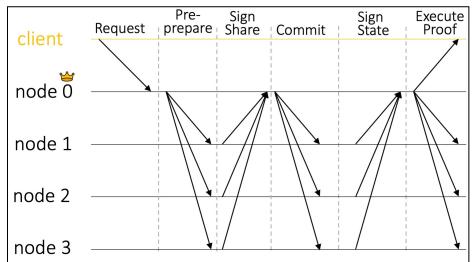 Request
Pre-
prepare
Sign
Share
Commit
Sign
State
Execute
Proof
client
node 0
node 1
node 2
node 3